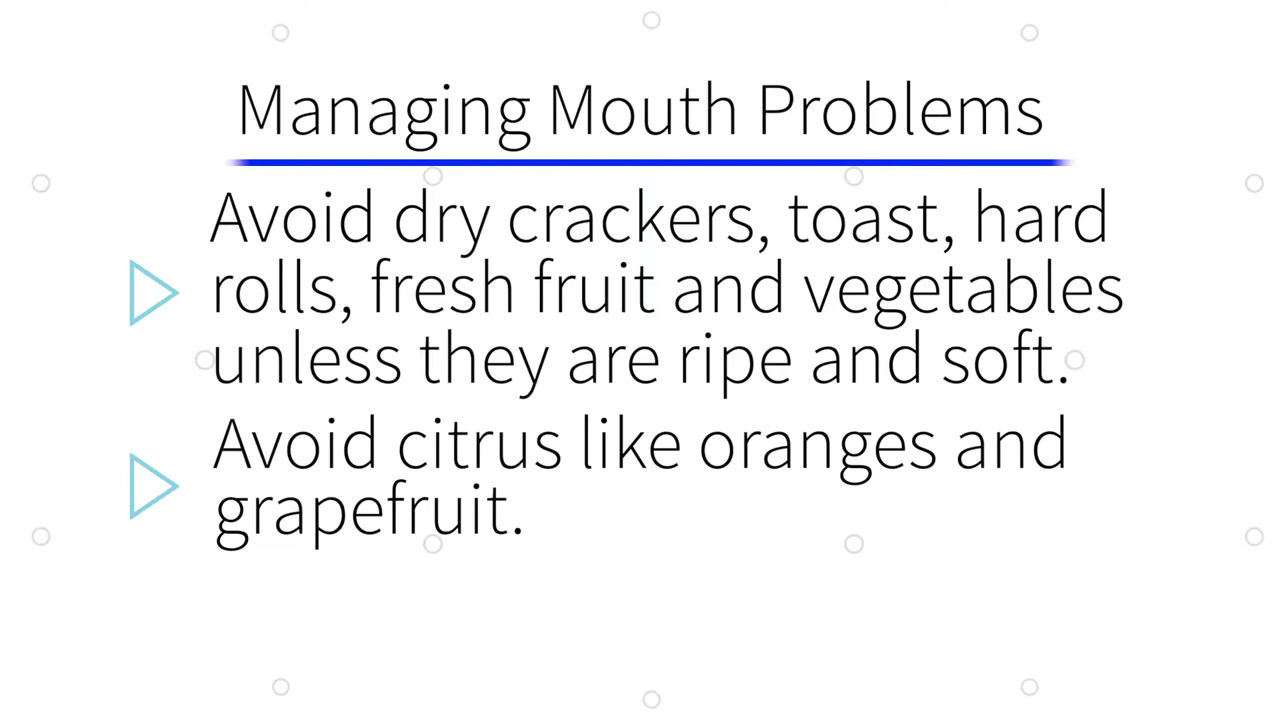 Managing Mouth Problems
Avoid dry crackers, toast, hard
rolls, fresh fruit and vegetables
unless they are ripe and soft.
Avoid citrus like oranges and
grapefruit.